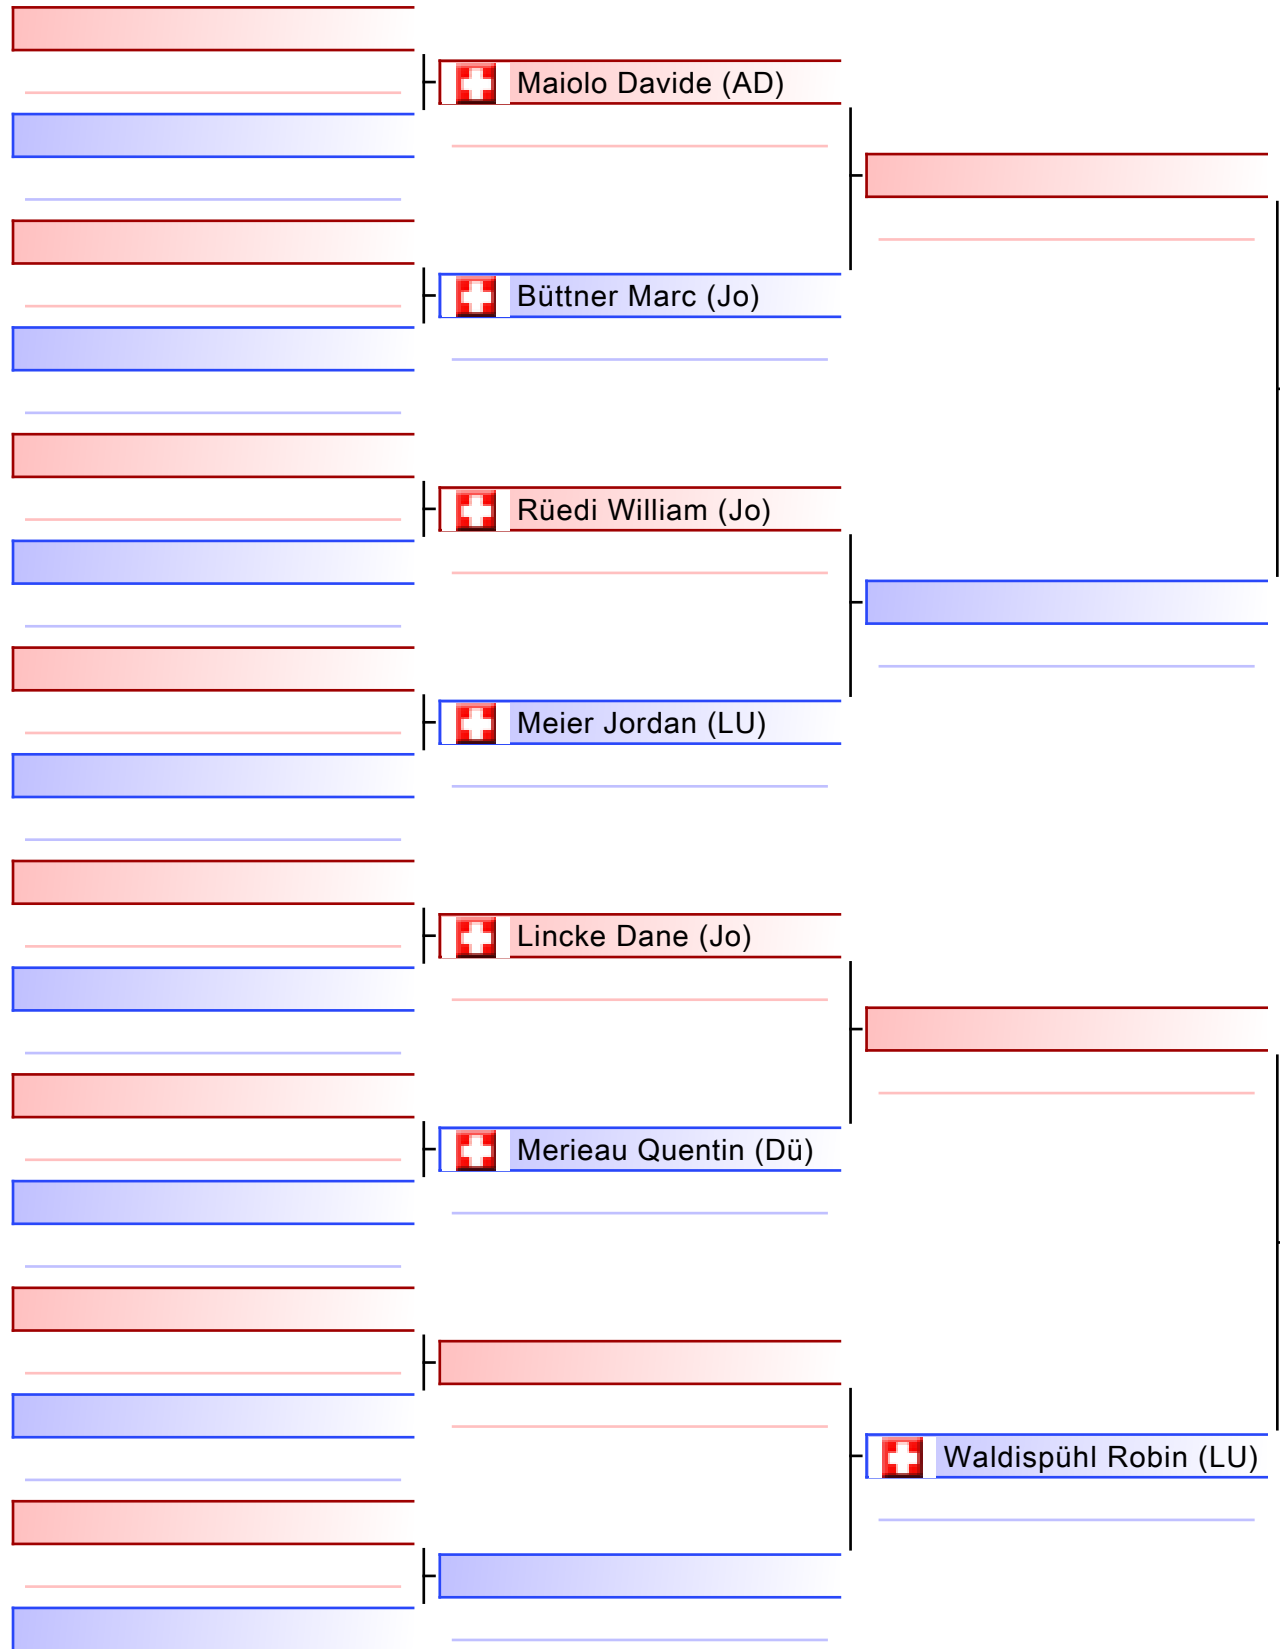 Maiolo Davide (AD)
Büttner Marc (Jo)
Rüedi William (Jo)
Meier Jordan (LU)
Lincke Dane (Jo)
Merieau Quentin (Dü)
Waldispühl Robin (LU)